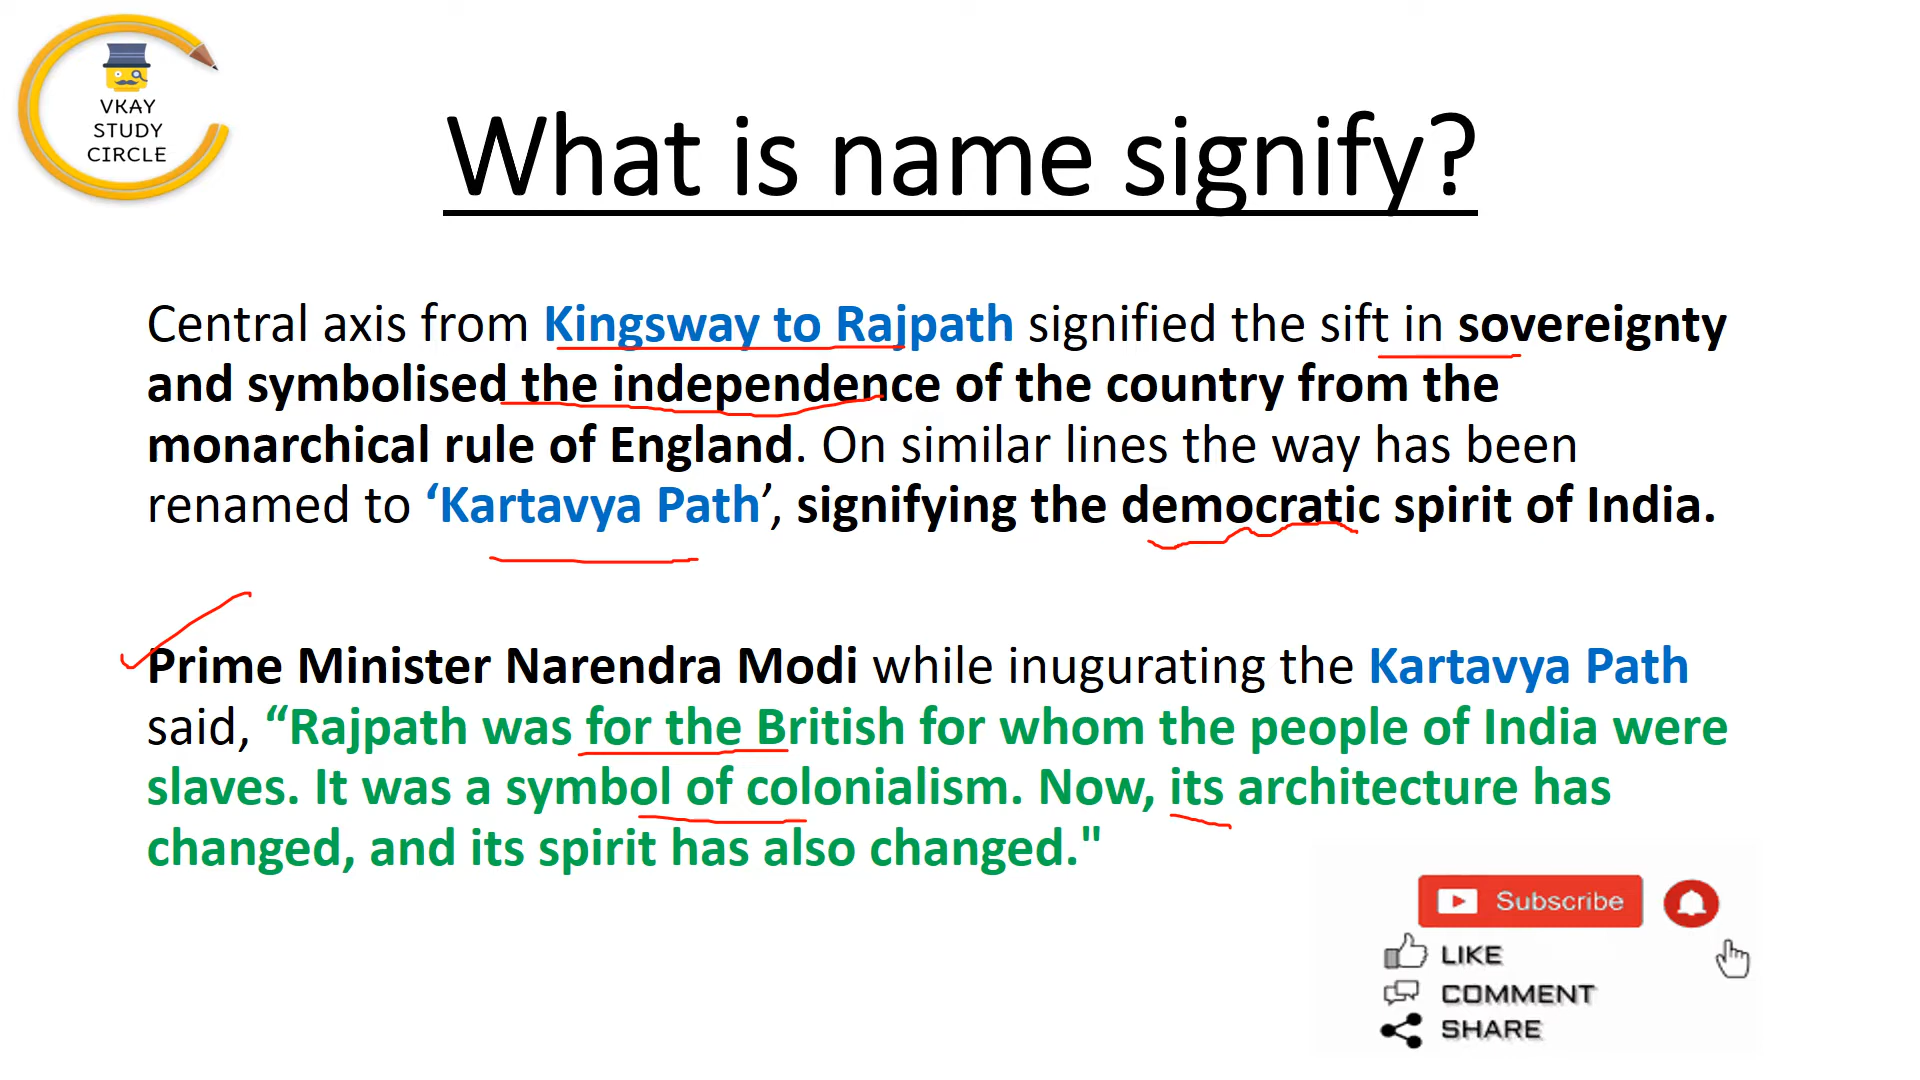 VKAY
STUDY
CIRCLE
What is name signify?
Central axis from Kingsway to Rajpath signified the sift in sovereignty
and symbolised the independence of the country from the
monarchical rule of England. On similar lines the way has been
renamed to ‘Kartavya Path’, signifying the democratic spirit of India.
Prime Minister Narendra Modi while inugurating the Kartavya Path
said, “Rajpath was for the British for whom the people of India were
slaves. It was a symbol of colonialism. Now, its architecture has
changed, and its spirit has also changed."
Subscribe
LIKE
COMMENT
SHARE